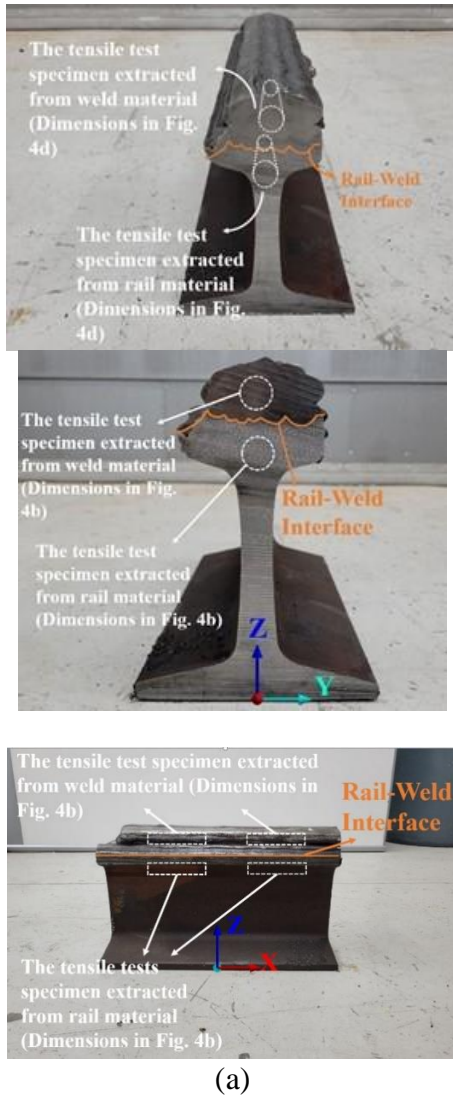 The tensile test
specimen extracted
from weld material
(Dimensions in Fig.
4d)
Rail-Weld
Interface
The tensile test
specimen extracted
from rail material
(Dimensions in Fig.
4d)
The tensile test
specimen extracted
from weld material
(Dimensions in Fig.
4b)
Rail-Weld
Interface
The tensile test
specimen extracted
from rail material
(Dimensions in Fig. 4b)
Z
Y
The tensile test specimen extracted
from weld material (Dimensions in
Fig. 4b)
Rail-Weld
Interface
Z
X
The tensile tests
specimen extracted
from rail material
(Dimensions in Fig. 4b)
(a)